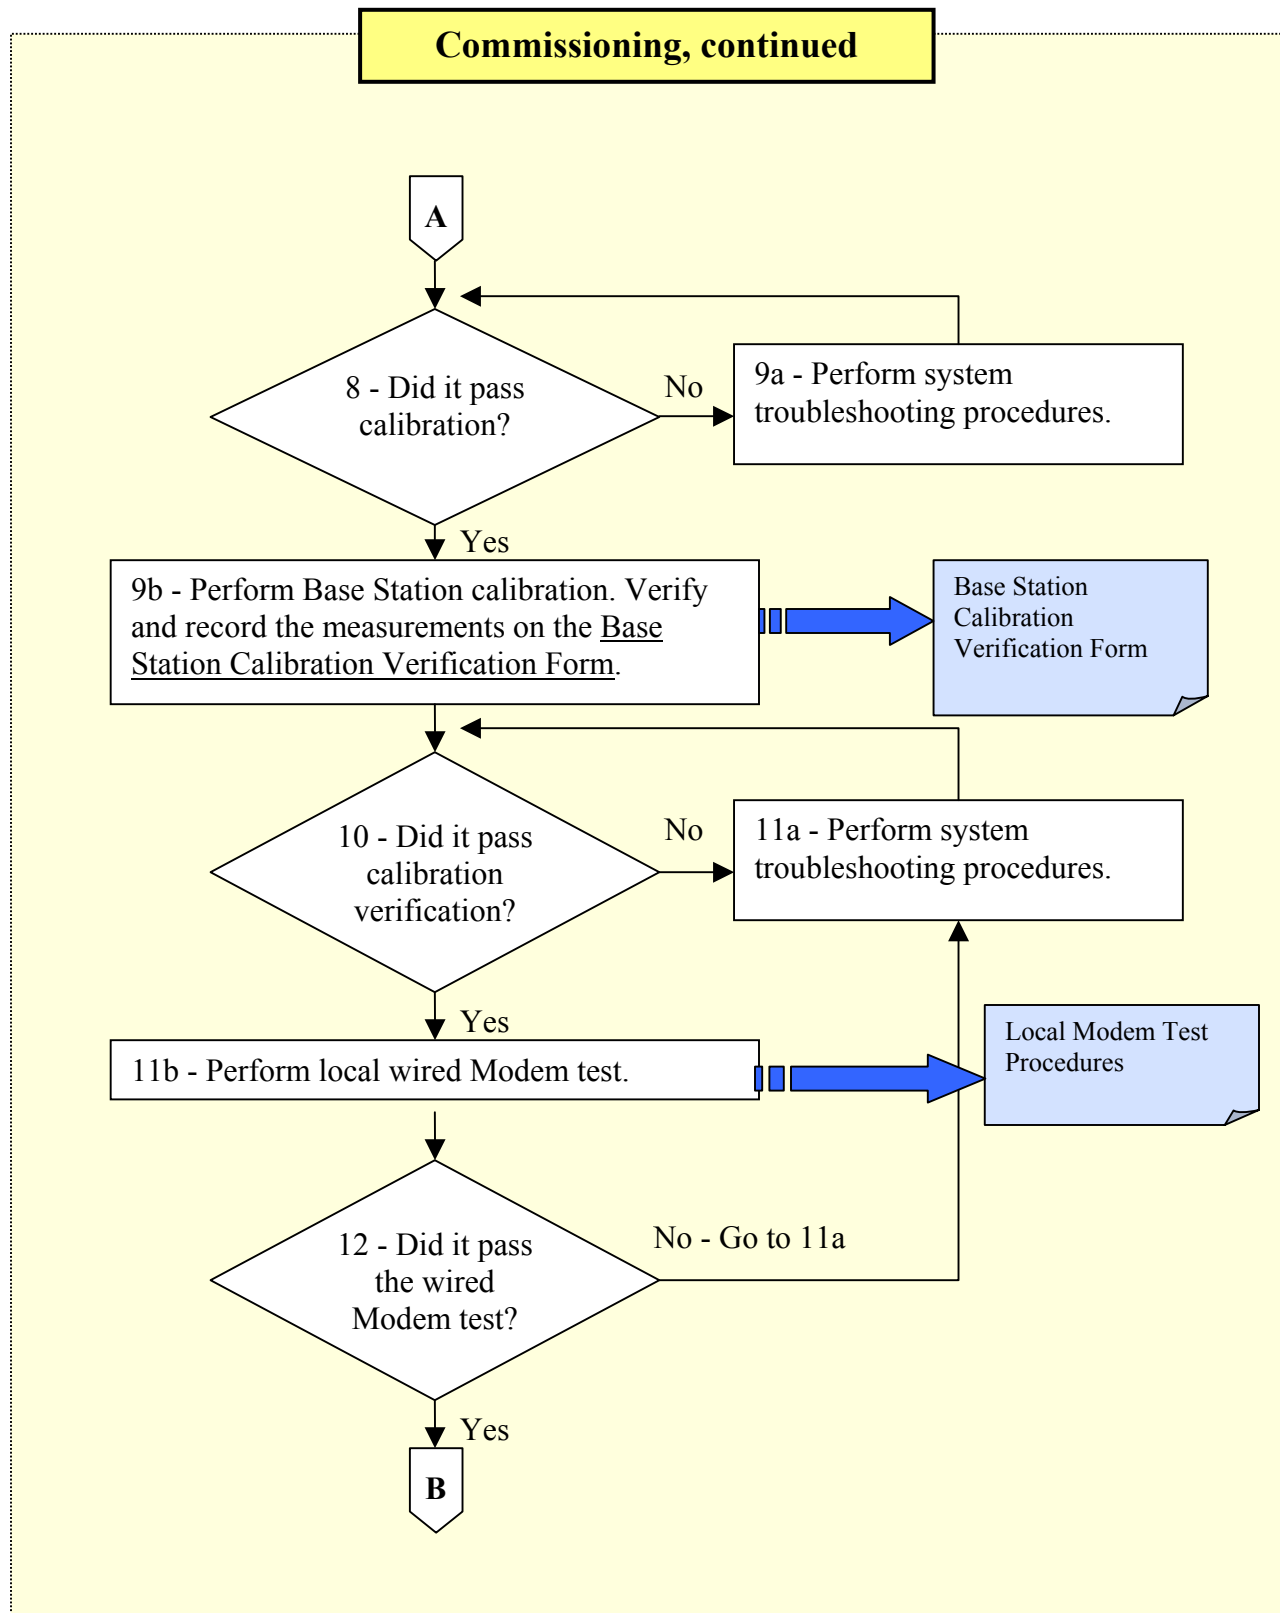 Commissioning, continued
A
8 - Did it pass
calibration?
No
9a - Perform system
troubleshooting procedures.
Yes
9b - Perform Base Station calibration. Verify
and record the measurements on the Base
Station Calibration Verification Form.
Base Station
Calibration
Verification Form
10 - Did it pass
calibration
verification?
No
11a - Perform system
troubleshooting procedures.
Yes
11b - Perform local wired Modem test.
Local Modem Test
Procedures
12 - Did it pass
the wired
Modem test?
No - Go to 11a
Yes
B